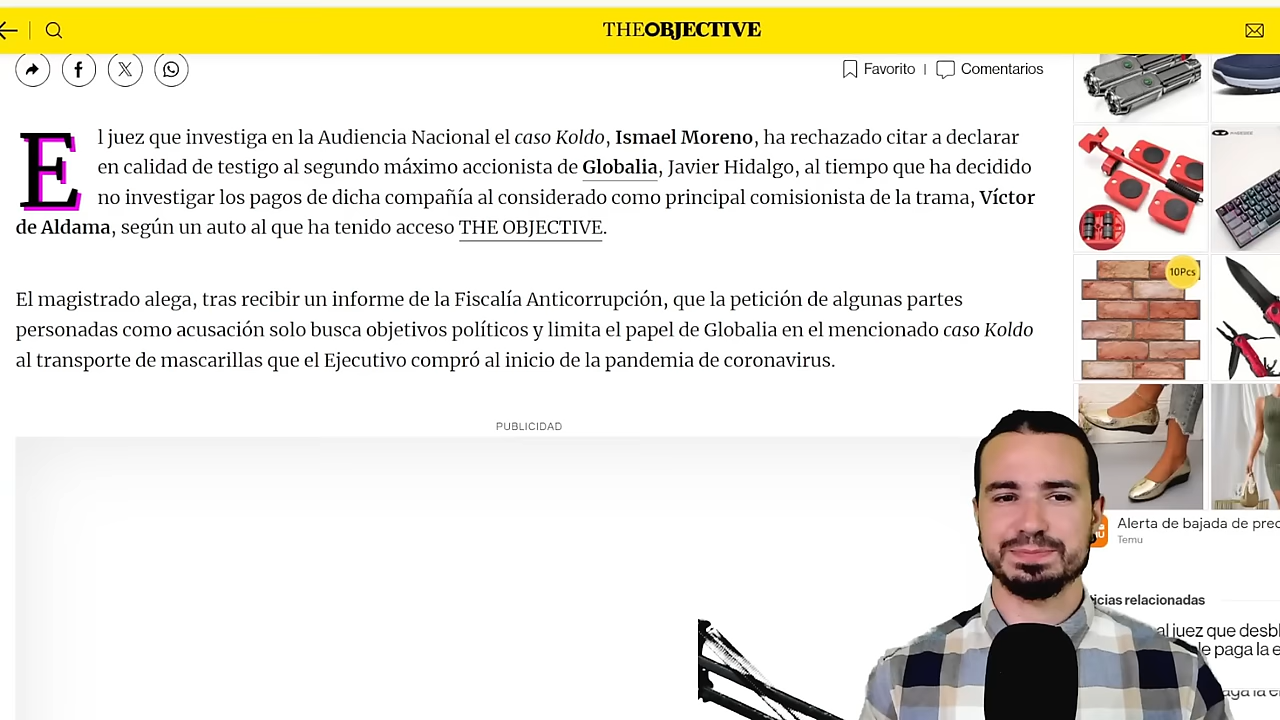 THEOBJECTIVE
Favorito | Comentarios
El juez que investiga en la Audiencia Nacional el caso Koldo, Ismael Moreno, ha rechazado citar a declarar
en calidad de testigo al segundo máximo accionista de Globalia, Javier Hidalgo, al tiempo que ha decidido
no investigar los pagos de dicha compañía al considerado como principal comisionista de la trama, Víctor
de Aldama, según un auto al que ha tenido acceso THE OBJECTIVE.
El magistrado alega, tras recibir un informe de la Fiscalía Anticorrupción, que la petición de algunas partes
personadas como acusación solo busca objetivos políticos y limita el papel de Globalia en el mencionado caso Koldo
al transporte de mascarillas que el Ejecutivo compró al inicio de la pandemia de coronavirus.
PUBLICIDAD
10Pcs
Alerta de bajada de prec
Temu
icias relacionadas
al juez que desbl
le paga la e